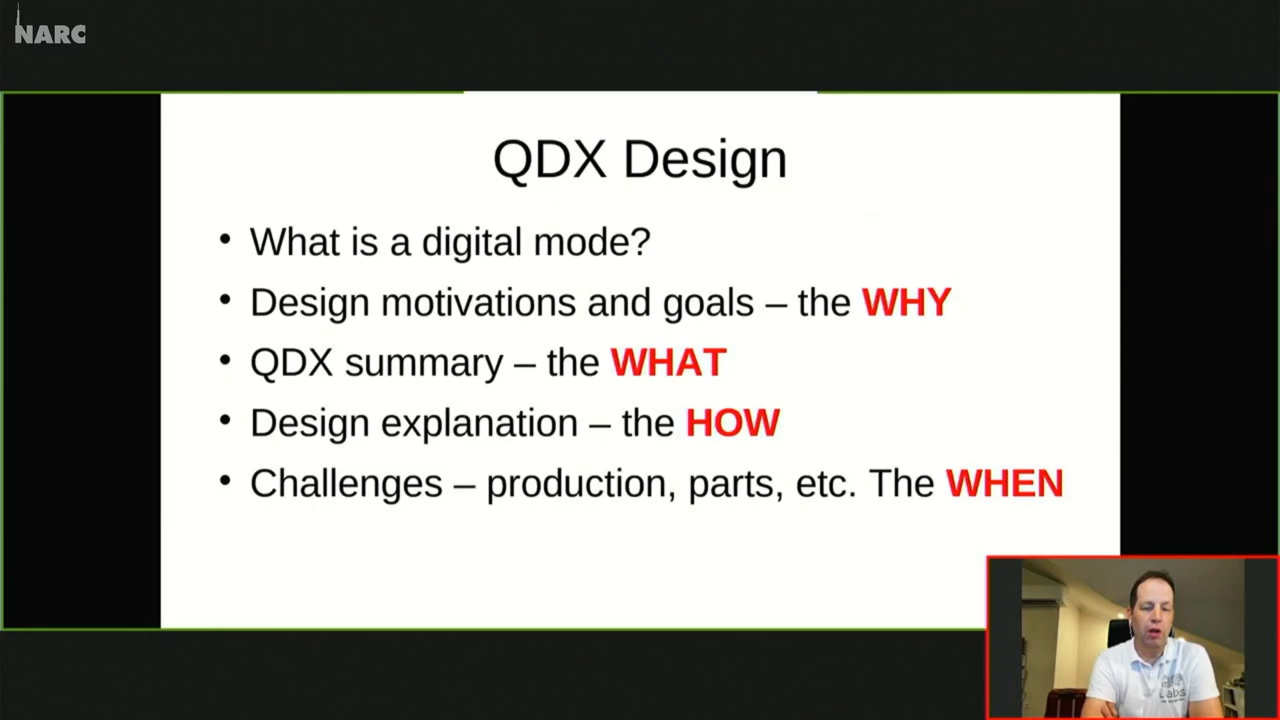 NARC
QDX Design
• What is a digital mode?
• Design motivations and goals – the WHY
• QDX summary – the WHAT
• Design explanation – the HOW
• Challenges – production, parts, etc. The WHEN
Labs